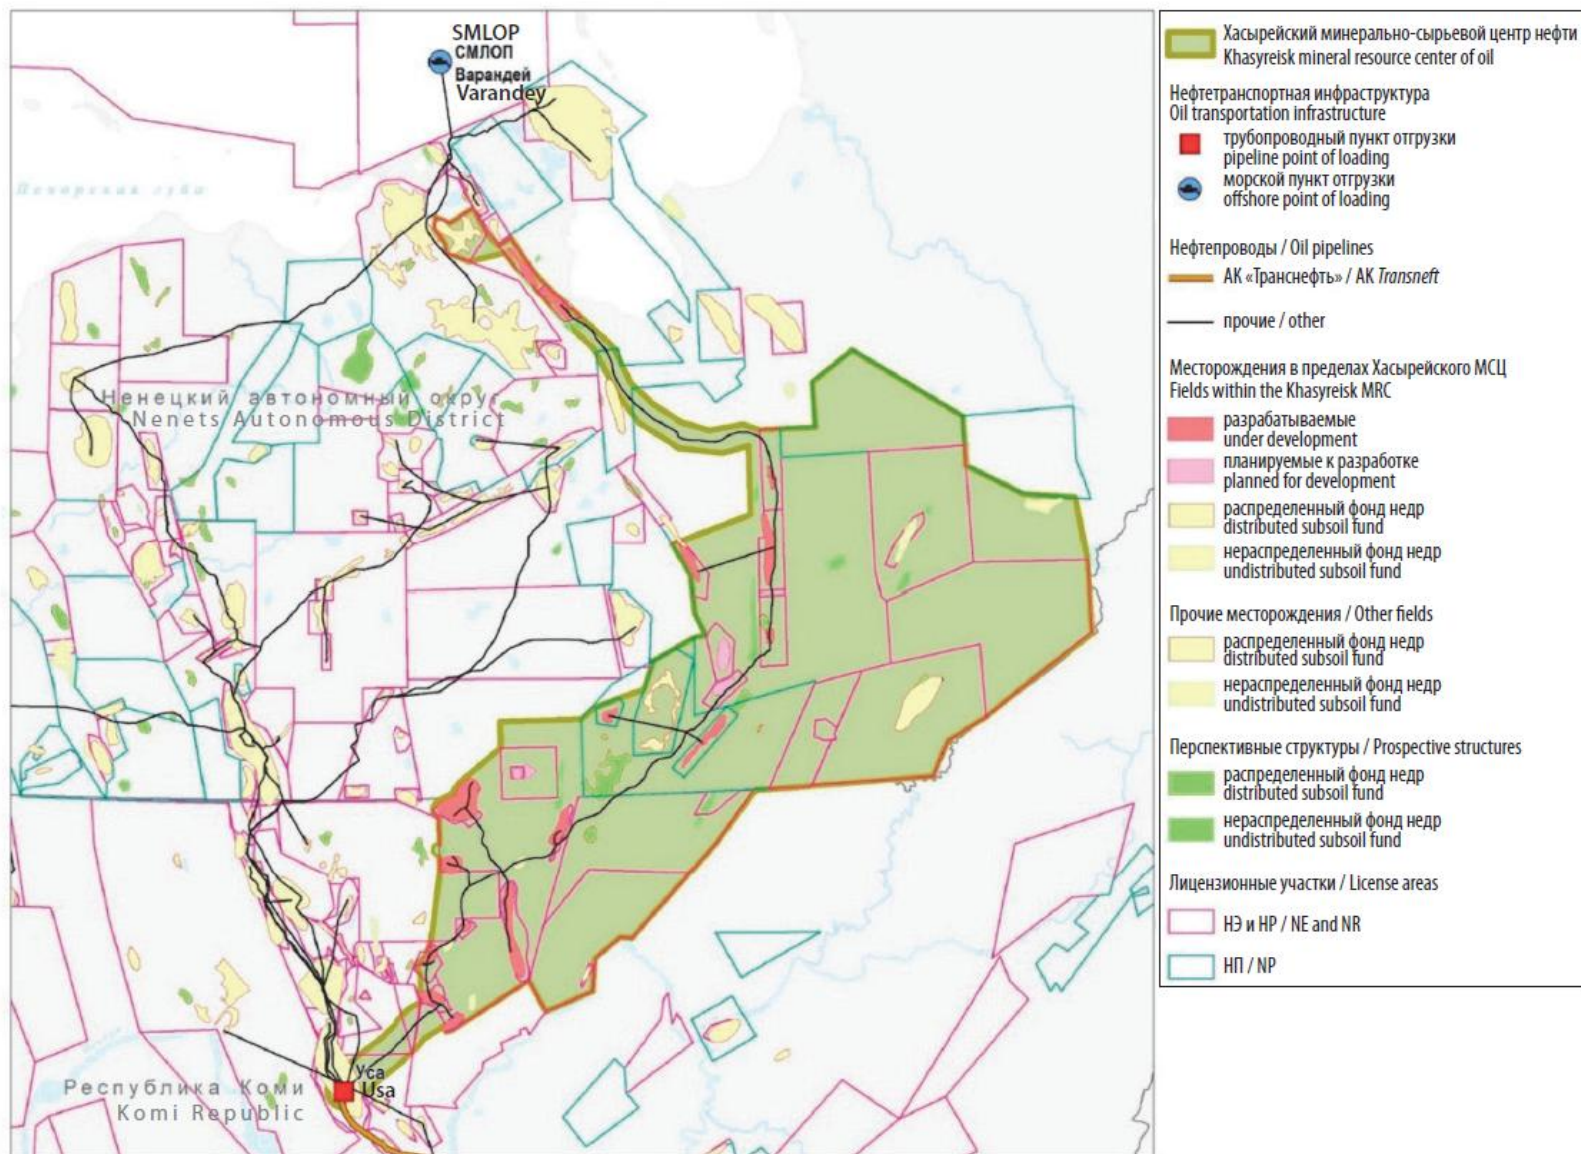 SMLOP
СМЛОП
Варандей
Varandey
Печорская губа
Ненецкий автономный округ
Nenets Autonomous District
Уса
Usa
Республика Коми
Komi Republic
Хасырейский минерально-сырьевой центр нефти
Khasyreisk mineral resource center of oil
Нефтетранспортная инфраструктура
Oil transportation infrastructure
трубопроводный пункт отгрузки
pipeline point of loading
морской пункт отгрузки
offshore point of loading
Нефтепроводы / Oil pipelines
АК «Транснефть» / AK Transneft
прочие / other
Месторождения в пределах Хасырейского МСЦ
Fields within the Khasyreisk MRC
разрабатываемые
under development
планируемые к разработке
planned for development
распределенный фонд недр
distributed subsoil fund
нераспределенный фонд недр
undistributed subsoil fund
Прочие месторождения / Other fields
распределенный фонд недр
distributed subsoil fund
нераспределенный фонд недр
undistributed subsoil fund
Перспективные структуры / Prospective structures
распределенный фонд недр
distributed subsoil fund
нераспределенный фонд недр
undistributed subsoil fund
Лицензионные участки / License areas
НЭ и НР / NE and NR
НП / NP